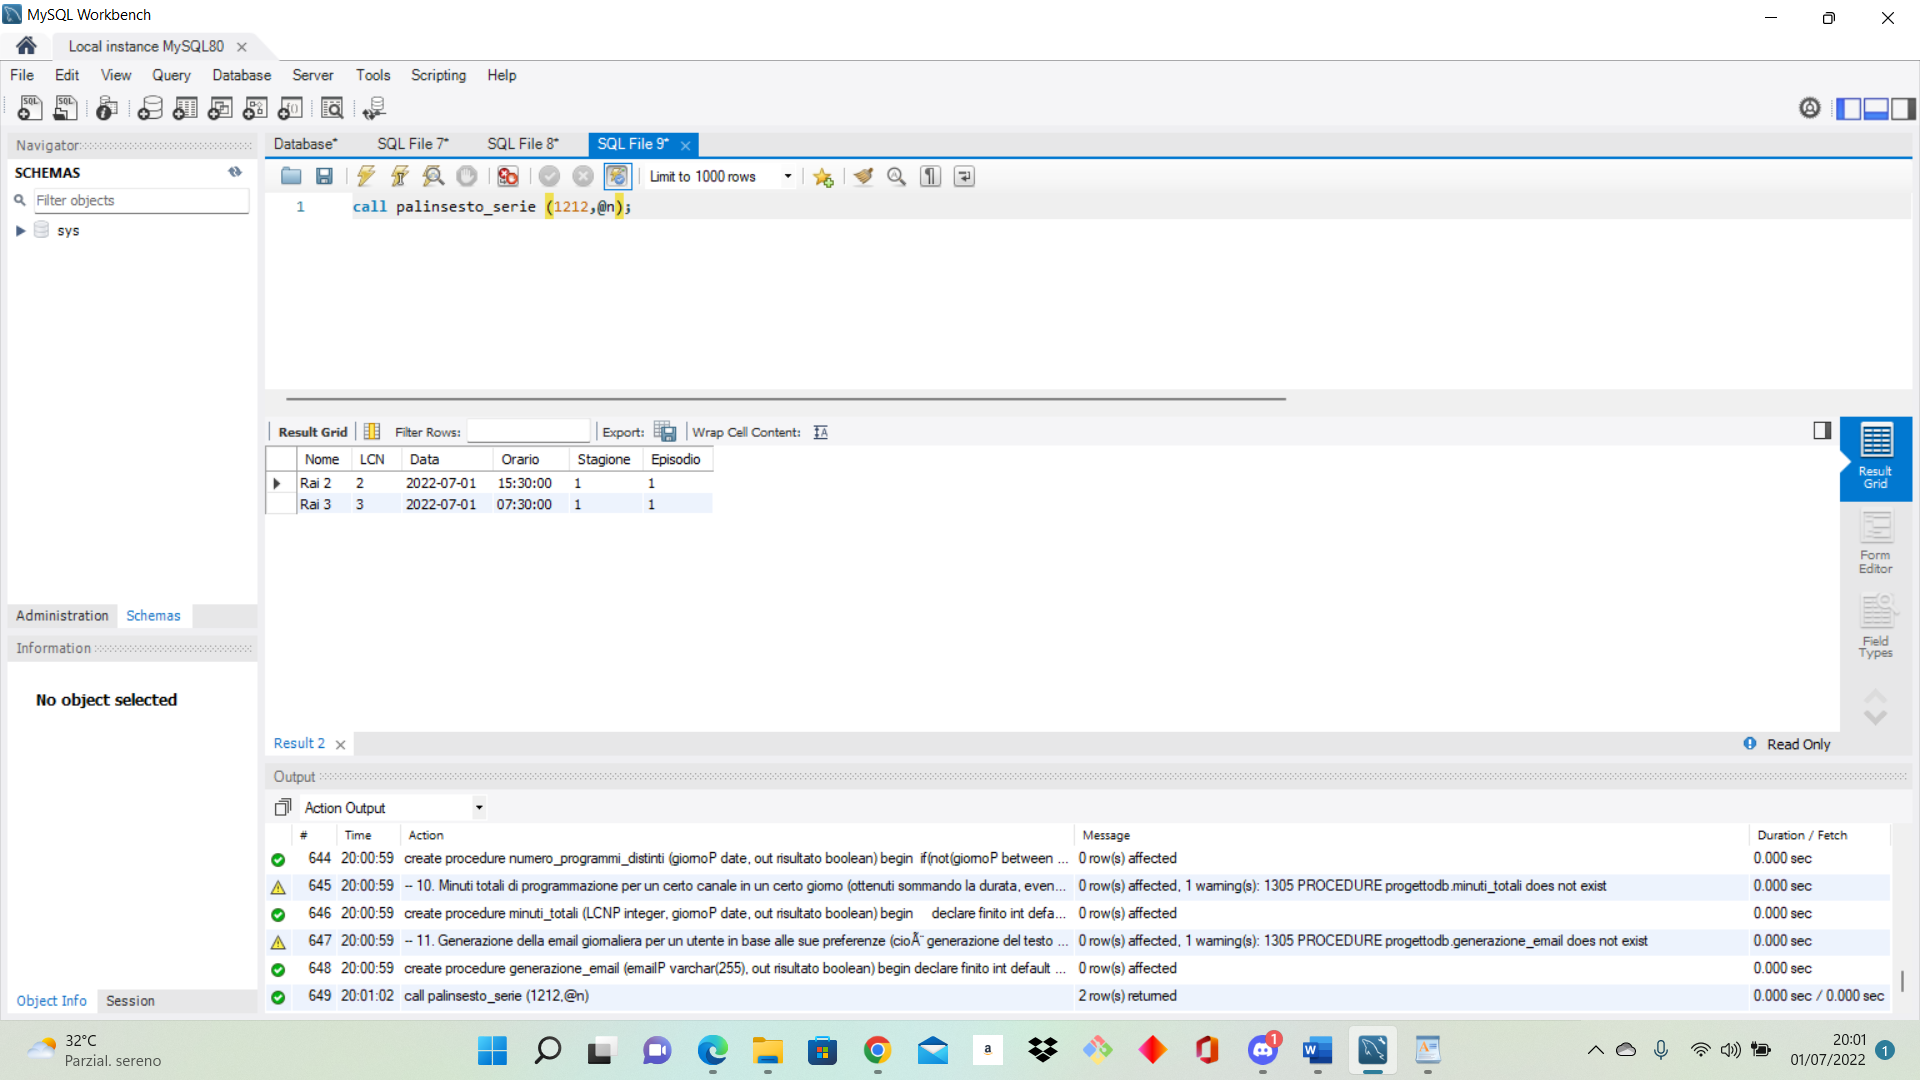 MySQL Workbench
Local instance MySQL80
File Edit View Query Database Server Tools Scripting Help
Navigator
SCHEMAS
Filter objects
sys
Administration Schemas
Information
No object selected
Object Info Session
Database* SQL File 7* SQL File 8* SQL File 9*
Limit to 1000 rows
1 call palinsesto_serie (1212,@n);
Result Grid Filter Rows: Export: Wrap Cell Content:
Nome LCN Data Orario Stagione Episodio
Rai 2 2 2022-07-01 15:30:00 1 1
Rai 3 3 2022-07-01 07:30:00 1 1
Result Grid
Form Editor
Field Types
Result 2
Read Only
Output
Action Output
# Time Action Message Duration / Fetch
644 20:00:59 create procedure numero_programmi_distinti (giornoP date, out risultato boolean) begin if(not(giornoP between ... 0 row(s) affected 0.000 sec
645 20:00:59 -- 10. Minuti totali di programmazione per un certo canale in un certo giorno (ottenuti sommando la durata, even... 0 row(s) affected, 1 warning(s): 1305 PROCEDURE progettodb.minuti_totali does not exist 0.000 sec
646 20:00:59 create procedure minuti_totali (LCNP integer, giornoP date, out risultato boolean) begin declare finito int defa... 0 row(s) affected 0.000 sec
647 20:00:59 -- 11. Generazione della email giornaliera per un utente in base alle sue preferenze (cioÃ¨ generazione del testo ... 0 row(s) affected, 1 warning(s): 1305 PROCEDURE progettodb.generazione_email does not exist 0.000 sec
648 20:00:59 create procedure generazione_email (emailP varchar(255), out risultato boolean) begin declare finito int default ... 0 row(s) affected 0.000 sec
649 20:01:02 call palinsesto_serie (1212,@n) 2 row(s) returned 0.000 sec / 0.000 sec
32°C
Parzial. sereno
20:01
01/07/2022
1